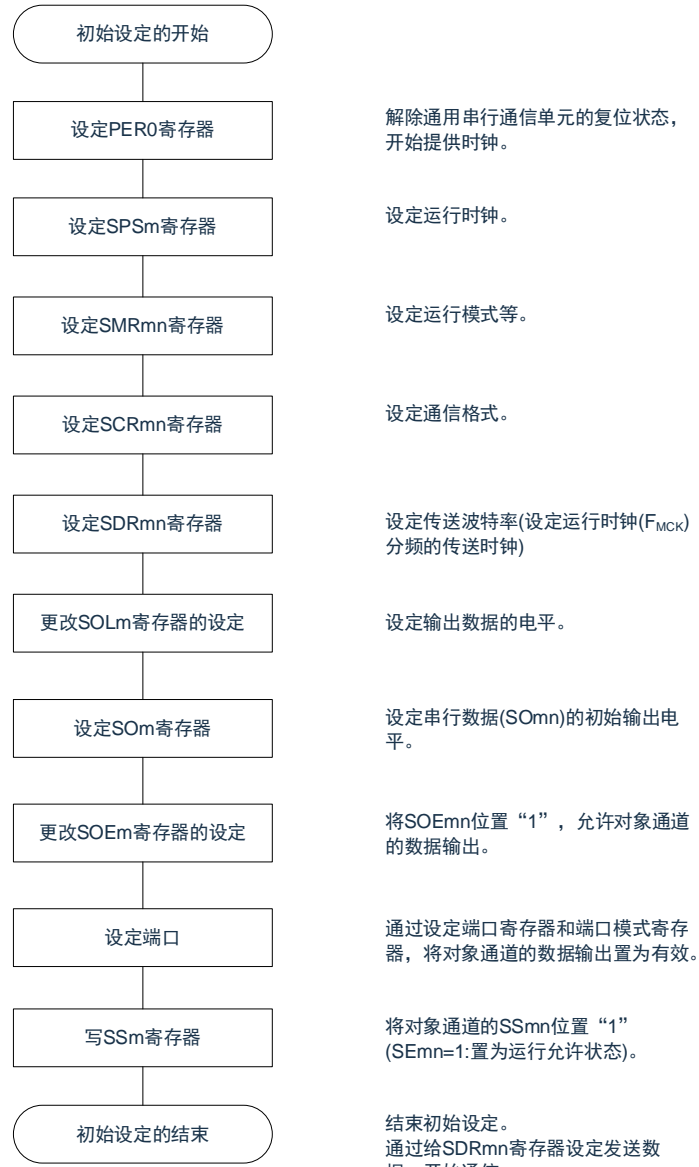 初始设定的开始
设定PER0寄存器
解除通用串行通信单元的复位状态，
开始提供时钟。
设定SPSm寄存器
设定运行时钟。
设定SMRmn寄存器
设定运行模式等。
设定SCRmn寄存器
设定通信格式。
设定SDRmn寄存器
设定传送波特率(设定运行时钟(FMCK)
分频的传送时钟)
更改SOLm寄存器的设定
设定输出数据的电平。
设定SOm寄存器
设定串行数据(SOmn)的初始输出电
平。
更改SOEm寄存器的设定
将SOEmn位置“1”，允许对象通道
的数据输出。
设定端口
通过设定端口寄存器和端口模式寄存
器，将对象通道的数据输出置为有效。
写SSm寄存器
将对象通道的SSmn位置“1”
(SEmn=1:置为运行允许状态)。
初始设定的结束
结束初始设定。
通过给SDRmn寄存器设定发送数